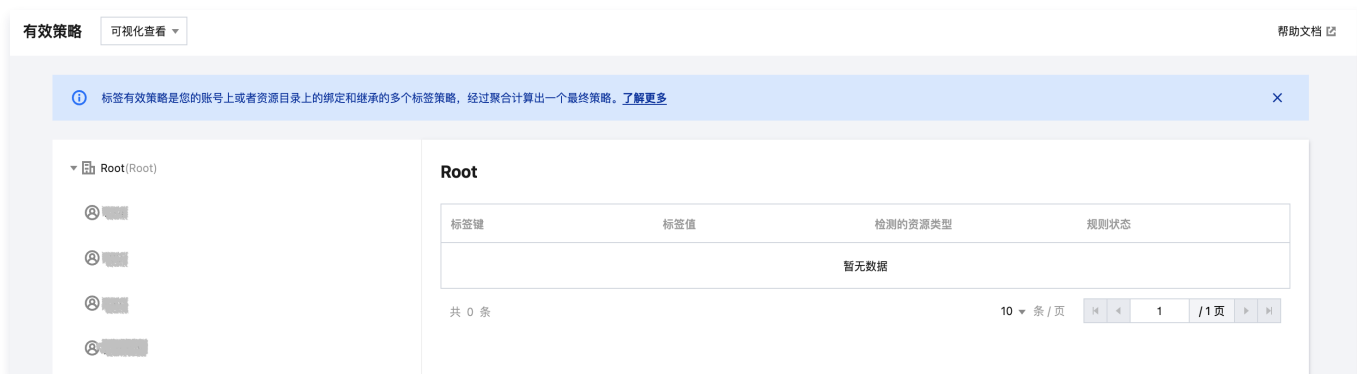 有效策略 可视化查看 帮助文档
标签有效策略是您的账号上或者资源目录上的绑定和继承的多个标签策略，经过聚合计算出一个最终策略。了解更多
Root(Root)
Root
标签键 标签值 检测的资源类型 规则状态
暂无数据
共 0 条 10 条 / 页 1 / 1 页